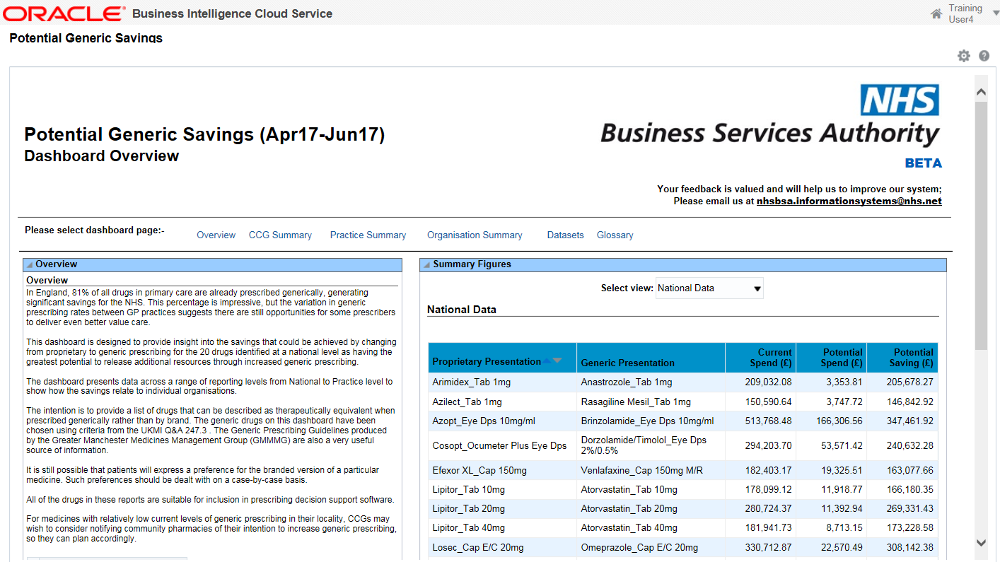 ORACLE® Business Intelligence Cloud Service
Training
User4
Potential Generic Savings
NHS
Business Services Authority
BETA
Potential Generic Savings (Apr17-Jun17)
Dashboard Overview
Your feedback is valued and will help us to improve our system;
Please email us at nhsbsa.informationsystems@nhs.net
Please select dashboard page:- Overview CCG Summary Practice Summary Organisation Summary Datasets Glossary
Overview
Overview
In England, 81% of all drugs in primary care are already prescribed generically, generating
significant savings for the NHS. This percentage is impressive, but the variation in generic
prescribing rates between GP practices suggests there are still opportunities for some prescribers
to deliver even better value care.
This dashboard is designed to provide insight into the savings that could be achieved by changing
from proprietary to generic prescribing for the 20 drugs identified at a national level as having the
greatest potential to release additional resources through increased generic prescribing.
The dashboard presents data across a range of reporting levels from National to Practice level to
show how the savings relate to individual organisations.
The intention is to provide a list of drugs that can be described as therapeutically equivalent when
prescribed generically rather than by brand. The generic drugs on this dashboard have been
chosen using criteria from the UKMI Q&A 247.3 . The Generic Prescribing Guidelines produced
by the Greater Manchester Medicines Management Group (GMMMG) are also a very useful
source of information.
It is still possible that patients will express a preference for the branded version of a particular
medicine. Such preferences should be dealt with on a case-by-case basis.
All of the drugs in these reports are suitable for inclusion in prescribing decision support software.
For medicines with relatively low current levels of generic prescribing in their locality, CCGs may
wish to consider notifying community pharmacies of their intention to increase generic prescribing,
so they can plan accordingly.
Summary Figures
Select view: National Data
National Data
Proprietary Presentation Generic Presentation Current Spend (£) Potential Spend (£) Potential Saving (£)
Arimidex_Tab 1mg Anastrozole_Tab 1mg 209,032.08 3,353.81 205,678.27
Azilect_Tab 1mg Rasagiline Mesil_Tab 1mg 150,590.64 3,747.72 146,842.92
Azopt_Eye Dps 10mg/ml Brinzolamide_Eye Dps 10mg/ml 513,768.48 166,306.56 347,461.92
Cosopt_Ocumeter Plus Eye Dps Dorzolamide/Timolol_Eye Dps 2%/0.5% 294,203.70 53,571.42 240,632.28
Efexor XL_Cap 150mg Venlafaxine_Cap 150mg M/R 182,403.17 19,325.51 163,077.66
Lipitor_Tab 10mg Atorvastatin_Tab 10mg 178,099.12 11,918.77 166,180.35
Lipitor_Tab 20mg Atorvastatin_Tab 20mg 280,724.37 11,392.94 269,331.43
Lipitor_Tab 40mg Atorvastatin_Tab 40mg 181,941.73 8,713.15 173,228.58
Losec_Cap E/C 20mg Omeprazole_Cap E/C 20mg 330,712.87 22,570.49 308,142.38